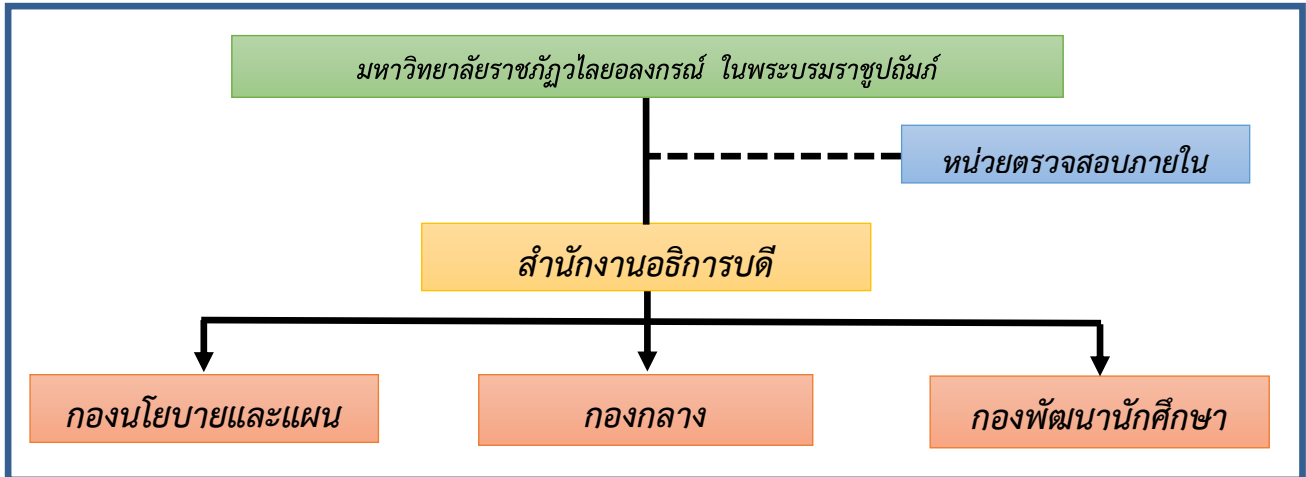 มหาวิทยาลัยราชภัฏวไลยอลงกรณ์ ในพระบรมราชูปถัมภ์
หน่วยตรวจสอบภายใน
สำนักงานอธิการบดี
กองนโยบายและแผน
กองกลาง
กองพัฒนานักศึกษา